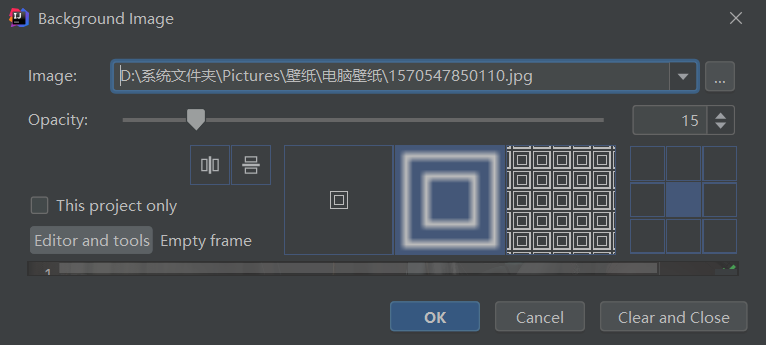 IJ
Background Image
Image: D:\系统文件夹\Pictures\壁纸\电脑壁纸\1570547850110.jpg ...
Opacity: 15
This project only
Editor and tools Empty frame
1
OK Cancel Clear and Close